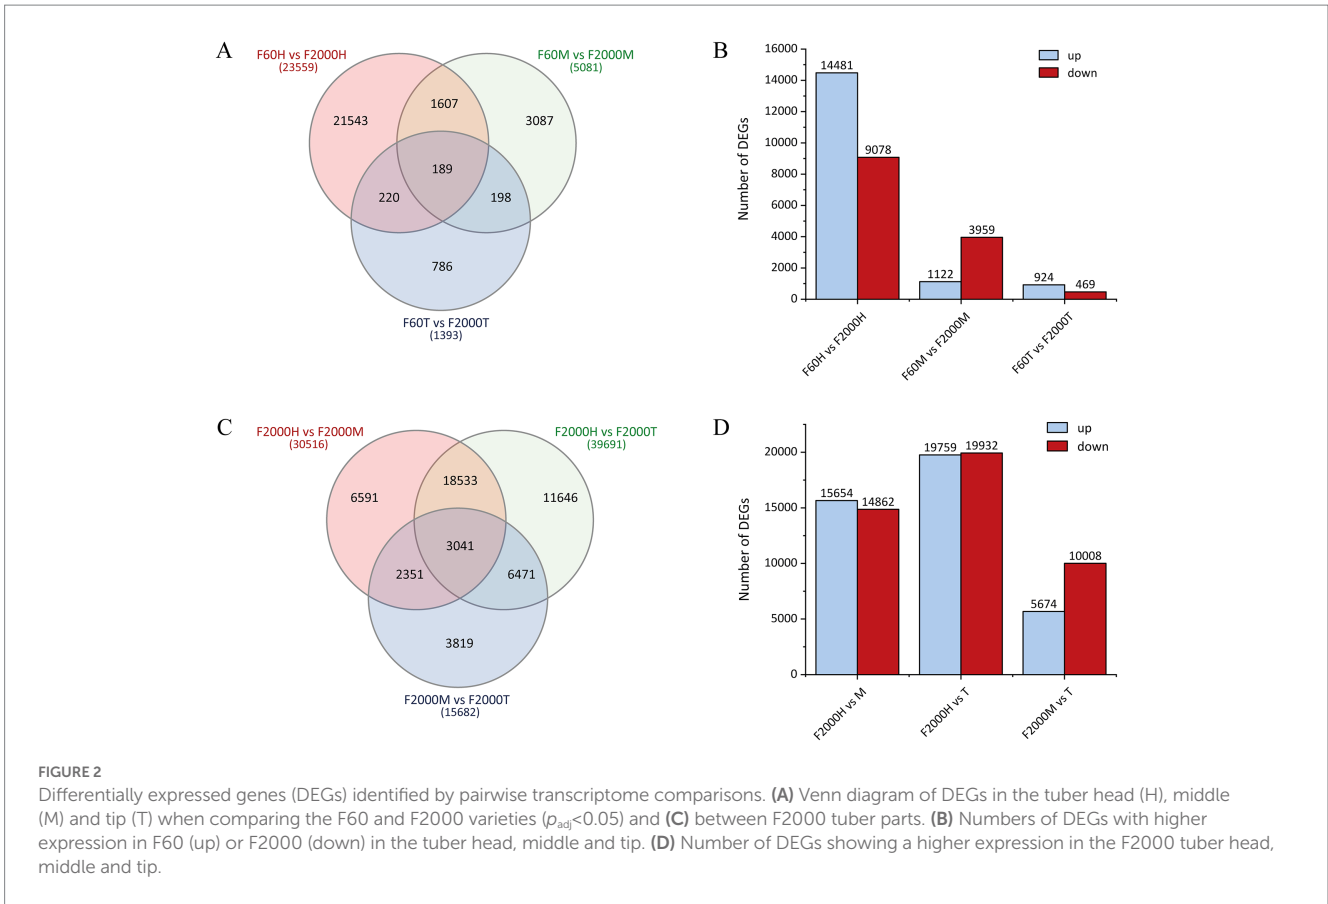 A
F60H vs F2000H
(23559)
F60M vs F2000M
(5081)
21543
1607
3087
189
220
198
786
F60T vs F2000T
(1393)
B
16000
14000
12000
10000
8000
6000
4000
2000
0
Number of DEGs
up
down
14481
9078
1122
3959
924
469
F60H vs F2000H
F60M vs F2000M
F60T vs F2000T
C
F2000H vs F2000M
(30516)
F2000H vs F2000T
(39691)
6591
18533
11646
3041
2351
6471
3819
F2000M vs F2000T
(15682)
D
20000
15000
10000
5000
0
Number of DEGs
up
down
15654
14862
19759
19932
5674
10008
F2000H vs M
F2000H vs T
F2000M vs T
FIGURE 2
Differentially expressed genes (DEGs) identified by pairwise transcriptome comparisons. (A) Venn diagram of DEGs in the tuber head (H), middle
(M) and tip (T) when comparing the F60 and F2000 varieties (padj<0.05) and (C) between F2000 tuber parts. (B) Numbers of DEGs with higher
expression in F60 (up) or F2000 (down) in the tuber head, middle and tip. (D) Number of DEGs showing a higher expression in the F2000 tuber head,
middle and tip.